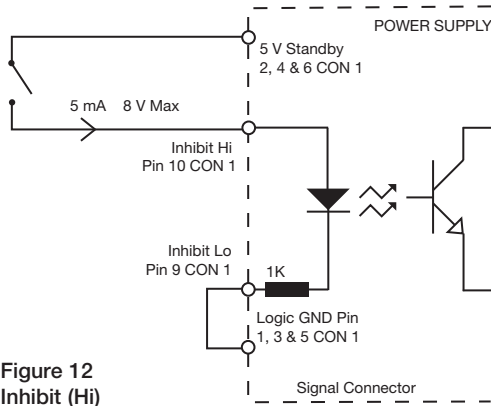 POWER SUPPLY
5 V Standby
2, 4 & 6 CON 1
5 mA 8 V Max
Inhibit Hi
Pin 10 CON 1
Inhibit Lo
Pin 9 CON 1
1K
Logic GND Pin
1, 3 & 5 CON 1
Figure 12
Inhibit (Hi)
Signal Connector